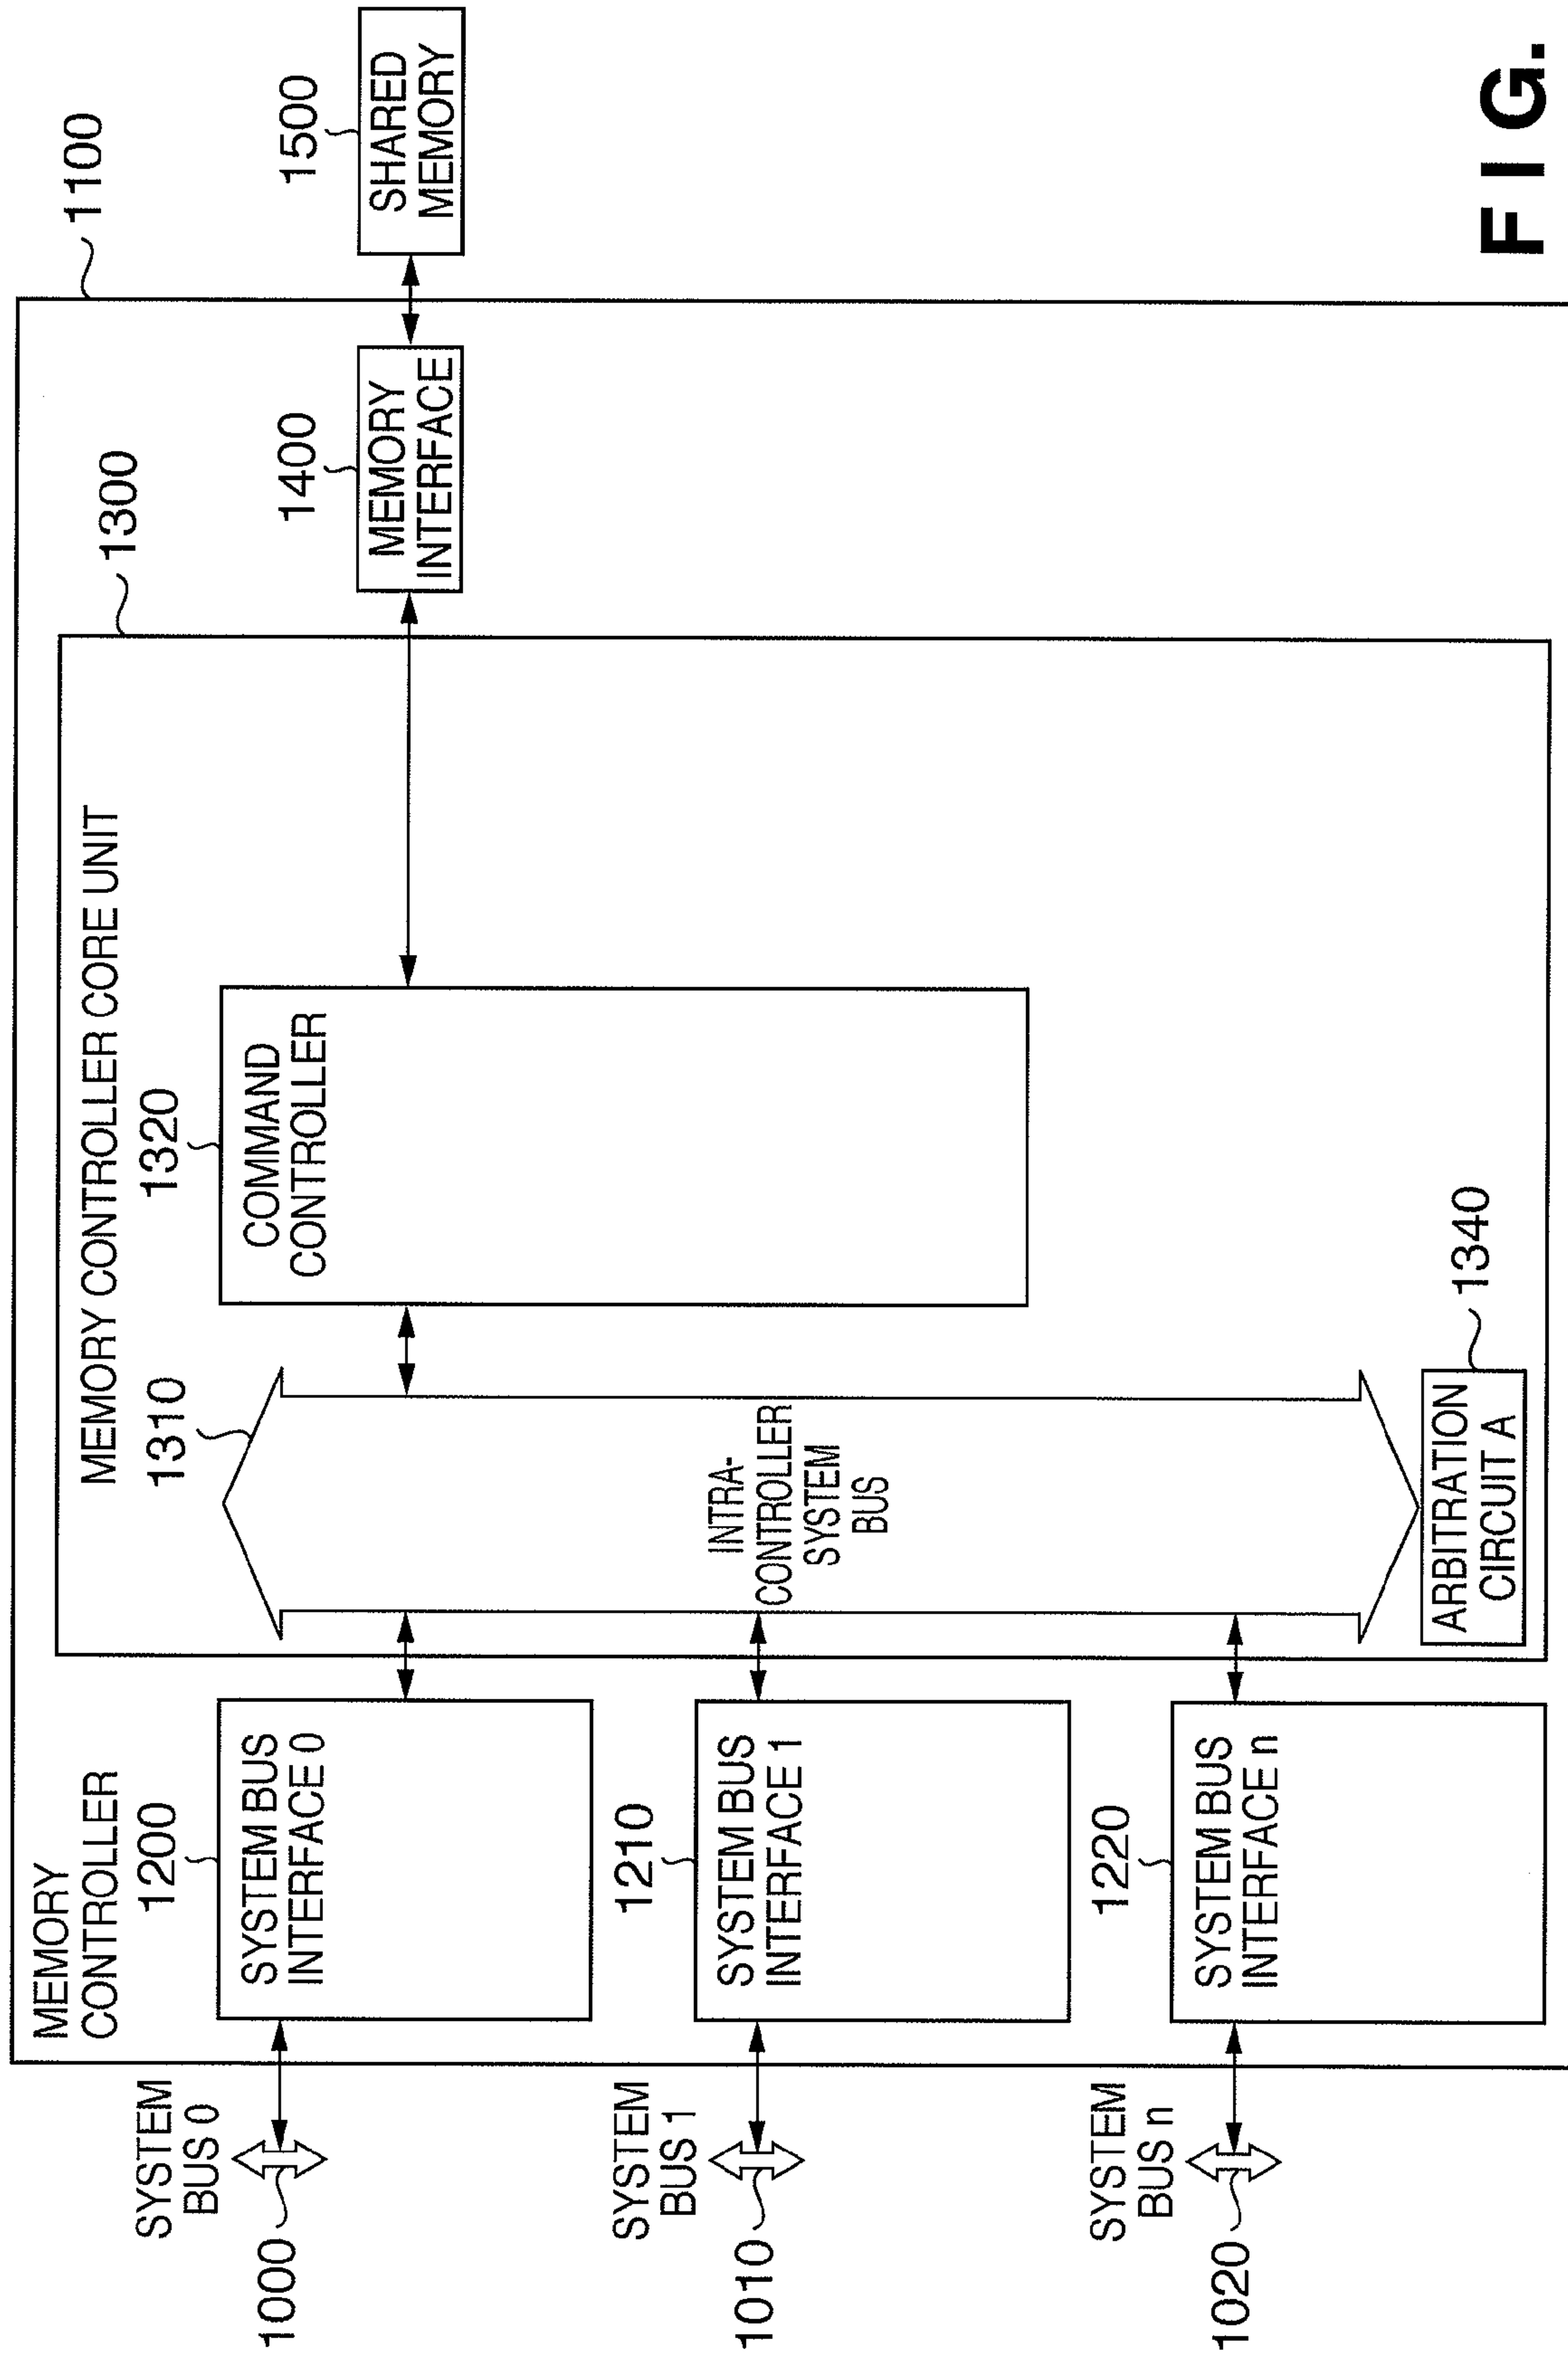 1100
MEMORY
CONTROLLER
1300
MEMORY CONTROLLER CORE UNIT
SYSTEM
BUS 0
1000
1200
SYSTEM BUS
INTERFACE 0
1310
1320
COMMAND
CONTROLLER
1400
MEMORY
INTERFACE
1500
SHARED
MEMORY
SYSTEM
BUS 1
1010
1210
SYSTEM BUS
INTERFACE 1
INTRA-
CONTROLLER
SYSTEM
BUS
SYSTEM
BUS n
1020
1220
SYSTEM BUS
INTERFACE n
ARBITRATION
CIRCUIT A
1340
FIG.